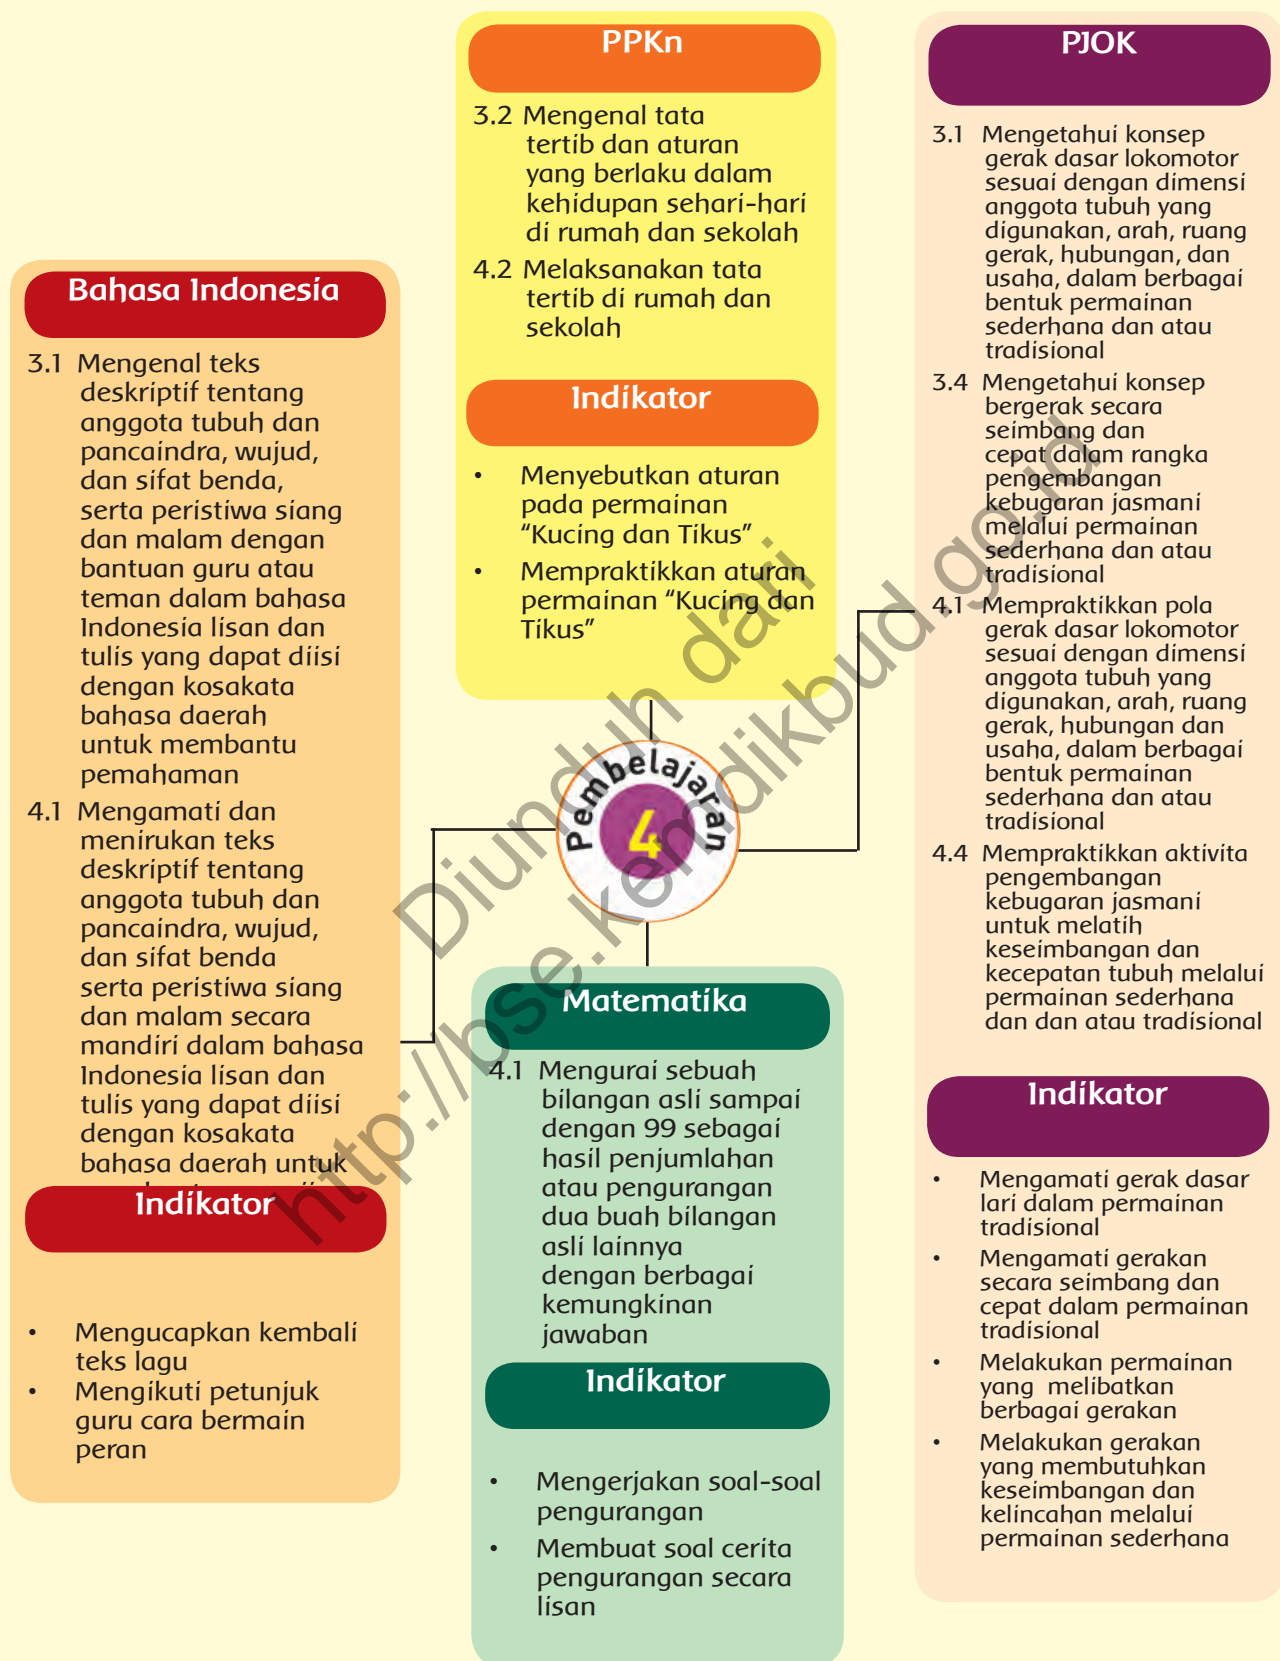 PPKn
3.2 Mengenal tata
tertib dan aturan
yang berlaku dalam
kehidupan sehari-hari
di rumah dan sekolah
4.2 Melaksanakan tata
tertib di rumah dan
sekolah
Indikator
• Menyebutkan aturan
pada permainan
“Kucing dan Tikus”
• Mempraktikkan aturan
permainan “Kucing dan
Tikus”
PJOK
3.1 Mengetahui konsep
gerak dasar lokomotor
sesuai dengan dimensi
anggota tubuh yang
digunakan, arah, ruang
gerak, hubungan, dan
usaha, dalam berbagai
bentuk permainan
sederhana dan atau
tradisional
3.4 Mengetahui konsep
bergerak secara
seimbang dan
cepat dalam rangka
pengembangan
kebugaran jasmani
melalui permainan
sederhana dan atau
tradisional
4.1 Mempraktikkan pola
gerak dasar lokomotor
sesuai dengan dimensi
anggota tubuh yang
digunakan, arah, ruang
gerak, hubungan dan
usaha, dalam berbagai
bentuk permainan
sederhana dan atau
tradisional
4.4 Mempraktikkan aktivita
pengembangan
kebugaran jasmani
untuk melatih
keseimbangan dan
kecepatan tubuh melalui
permainan sederhana
dan dan atau tradisional
Indikator
• Mengamati gerak dasar
lari dalam permainan
tradisional
• Mengamati gerakan
secara seimbang dan
cepat dalam permainan
tradisional
• Melakukan permainan
yang melibatkan
berbagai gerakan
• Melakukan gerakan
yang membutuhkan
keseimbangan dan
kelincahan melalui
permainan sederhana
Bahasa Indonesia
3.1 Mengenal teks
deskriptif tentang
anggota tubuh dan
pancaindra, wujud,
dan sifat benda,
serta peristiwa siang
dan malam dengan
bantuan guru atau
teman dalam bahasa
Indonesia lisan dan
tulis yang dapat diisi
dengan kosakata
bahasa daerah
untuk membantu
pemahaman
4.1 Mengamati dan
menirukan teks
deskriptif tentang
anggota tubuh dan
pancaindra, wujud,
dan sifat benda
serta peristiwa siang
dan malam secara
mandiri dalam bahasa
Indonesia lisan dan
tulis yang dapat diisi
dengan kosakata
bahasa daerah untuk
Indikator
• Mengucapkan kembali
teks lagu
• Mengikuti petunjuk
guru cara bermain
peran
Pembelajaran
4
Matematika
4.1 Mengurai sebuah
bilangan asli sampai
dengan 99 sebagai
hasil penjumlahan
atau pengurangan
dua buah bilangan
asli lainnya
dengan berbagai
kemungkinan
jawaban
Indikator
• Mengerjakan soal-soal
pengurangan
• Membuat soal cerita
pengurangan secara
lisan
Diunduh dari
http://bse.kemdikbud.go.id